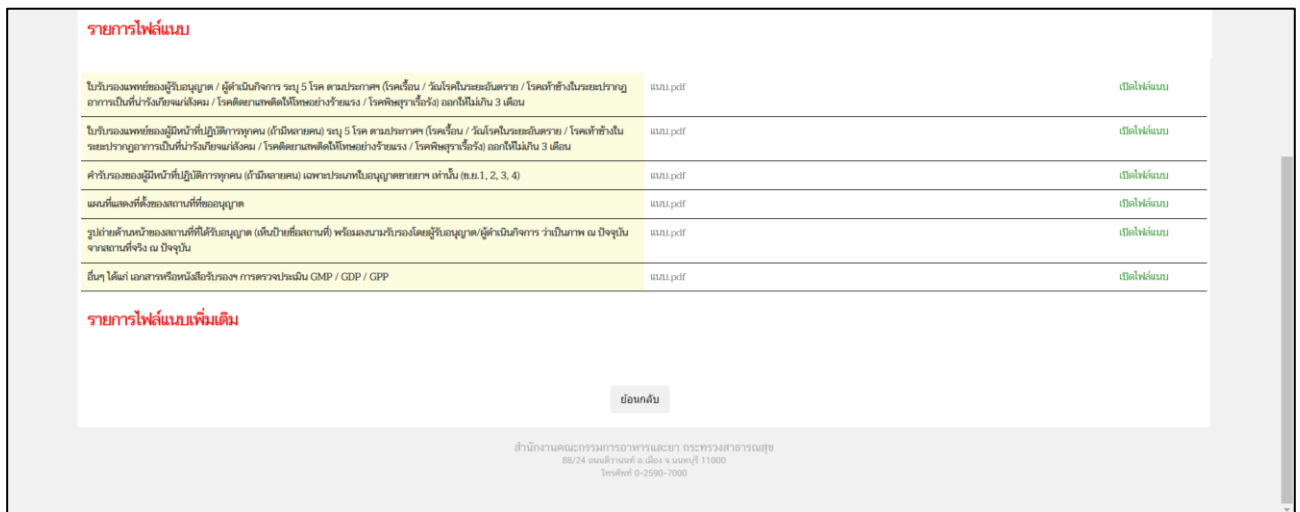 รายการไฟล์แนบ
ใบรับรองแพทย์ของผู้รับอนุญาต / ผู้ดำเนินกิจการ ระบุ 5 โรค ตามประกาศฯ (โรคเรื้อน / วัณโรคในระยะอันตราย / โรคเท้าช้างในระยะปรากฏ แนบ.pdf เปิดไฟล์แนบ
อาการเป็นที่น่ารังเกียจแก่สังคม / โรคติดยาเสพติดให้โทษอย่างร้ายแรง / โรคพิษสุราเรื้อรัง) ออกให้ไม่เกิน 3 เดือน
ใบรับรองแพทย์ของผู้มีหน้าที่ปฏิบัติการทุกคน (ถ้ามีหลายคน) ระบุ 5 โรค ตามประกาศฯ (โรคเรื้อน / วัณโรคในระยะอันตราย / โรคเท้าช้างใน แนบ.pdf เปิดไฟล์แนบ
ระยะปรากฏอาการเป็นที่น่ารังเกียจแก่สังคม / โรคติดยาเสพติดให้โทษอย่างร้ายแรง / โรคพิษสุราเรื้อรัง) ออกให้ไม่เกิน 3 เดือน
คำรับรองของผู้มีหน้าที่ปฏิบัติการทุกคน (ถ้ามีหลายคน) เฉพาะประเภทใบอนุญาตขายยาฯ เท่านั้น (ข.ย.1, 2, 3, 4) แนบ.pdf เปิดไฟล์แนบ
แผนที่แสดงที่ตั้งของสถานที่ที่ขออนุญาต แนบ.pdf เปิดไฟล์แนบ
รูปถ่ายด้านหน้าของสถานที่ที่ได้รับอนุญาต (เห็นป้ายชื่อสถานที่) พร้อมลงนามรับรองโดยผู้รับอนุญาต/ผู้ดำเนินกิจการ ว่าเป็นภาพ ณ ปัจจุบัน แนบ.pdf เปิดไฟล์แนบ
จากสถานที่จริง ณ ปัจจุบัน
อื่นๆ ได้แก่ เอกสารหรือหนังสือรับรองฯ การตรวจประเมิน GMP / GDP / GPP แนบ.pdf เปิดไฟล์แนบ
รายการไฟล์แนบเพิ่มเติม
ย้อนกลับ
สำนักงานคณะกรรมการอาหารและยา กระทรวงสาธารณสุข
88/24 ถนนติวานนท์ อ.เมือง จ.นนทบุรี 11000
โทรศัพท์ 0-2590-7000